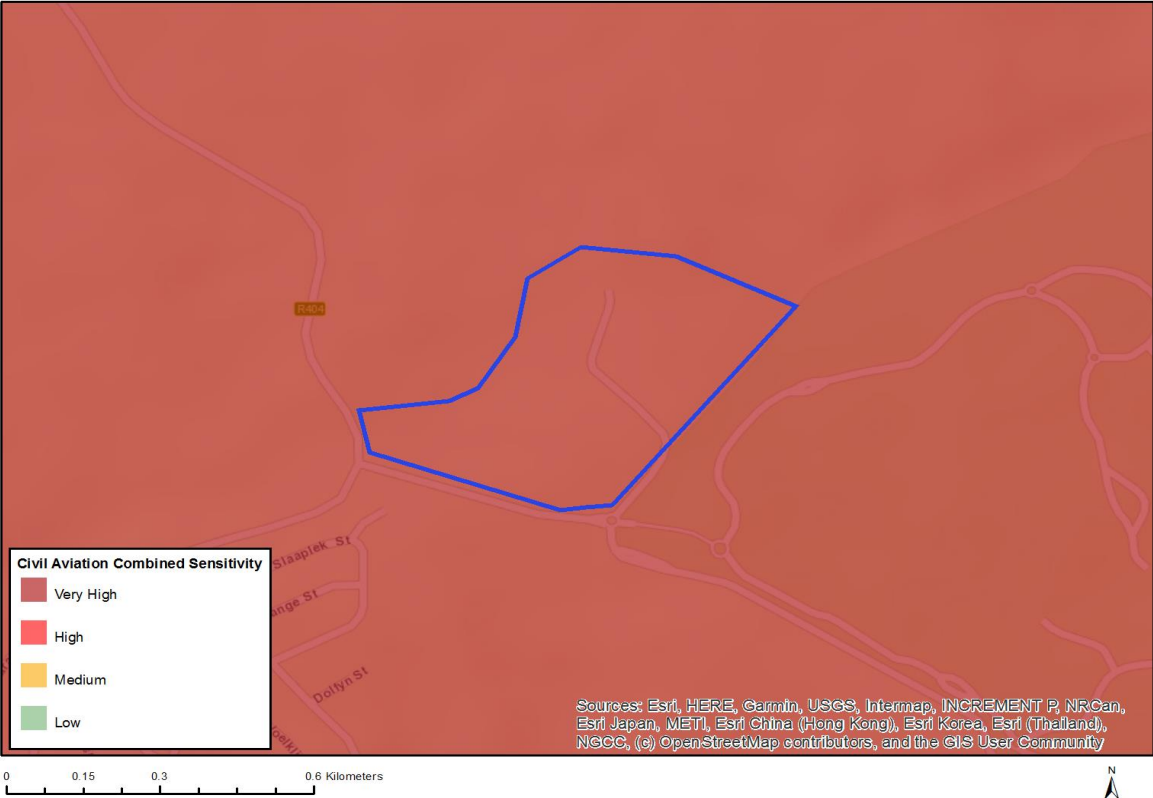 R404
Slaaplek St
ange St
Dolfyn St
Civil Aviation Combined Sensitivity
Very High
High
Medium
Low
Sources: Esri, HERE, Garmin, USGS, Intermap, INCREMENT P, NRCan,
Esri Japan, METI, Esri China (Hong Kong), Esri Korea, Esri (Thailand),
NGCC, (c) OpenStreetMap contributors, and the GIS User Community
0 0.15 0.3 0.6 Kilometers
N